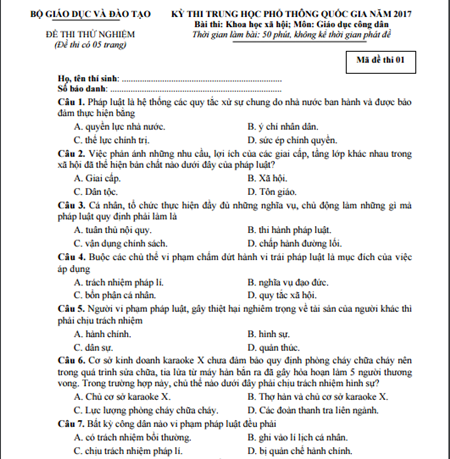 BỘ GIÁO DỤC VÀ ĐÀO TẠO
KỲ THI TRUNG HỌC PHỔ THÔNG QUỐC GIA NĂM 2017
Bài thi: Khoa học xã hội; Môn: Giáo dục công dân
ĐỀ THI THỬ NGHIỆM
Thời gian làm bài: 50 phút, không kể thời gian phát đề
(Đề thi có 05 trang)
Mã đề thi 01
Họ, tên thí sinh: ........................................
Số báo danh: ........................................
Câu 1. Pháp luật là hệ thống các quy tắc xử sự chung do nhà nước ban hành và được bảo
đảm thực hiện bằng
A. quyền lực nhà nước. B. ý chí nhân dân.
C. thế lực chính trị. D. sức ép chính quyền.
Câu 2. Việc phản ánh những nhu cầu, lợi ích của các giai cấp, tầng lớp khác nhau trong
xã hội đã thể hiện bản chất nào dưới đây của pháp luật?
A. Giai cấp. B. Xã hội.
C. Dân tộc. D. Tôn giáo.
Câu 3. Cá nhân, tổ chức thực hiện đầy đủ những nghĩa vụ, chủ động làm những gì mà
pháp luật quy định phải làm là
A. tuân thủ nội quy. B. thi hành pháp luật.
C. vận dụng chính sách. D. chấp hành đường lối.
Câu 4. Buộc các chủ thể vi phạm chấm dứt hành vi trái pháp luật là mục đích của việc
áp dụng
A. trách nhiệm pháp lí. B. nghĩa vụ đạo đức.
C. bổn phận cá nhân. D. quy tắc xã hội.
Câu 5. Người vi phạm pháp luật, gây thiệt hại nghiêm trọng về tài sản của người khác thì
phải chịu trách nhiệm
A. hành chính. B. hình sự.
C. dân sự. D. quản thúc.
Câu 6. Cơ sở kinh doanh karaoke X chưa đảm bảo quy định phòng cháy chữa cháy nên
trong quá trình sửa chữa, tia lửa từ máy hàn bắn ra đã gây hỏa hoạn làm 5 người thương
vong. Trong trường hợp này, chủ thể nào dưới đây phải chịu trách nhiệm hình sự?
A. Chủ cơ sở karaoke X. B. Thợ hàn và chủ cơ sở karaoke X.
C. Lực lượng phòng cháy chữa cháy. D. Các đoàn thanh tra liên ngành.
Câu 7. Bất kỳ công dân nào vi phạm pháp luật đều phải
A. có trách nhiệm bồi thường. B. ghi vào lí lịch cá nhân.
C. chịu trách nhiệm pháp lí. D. bị quản chế hành chính.